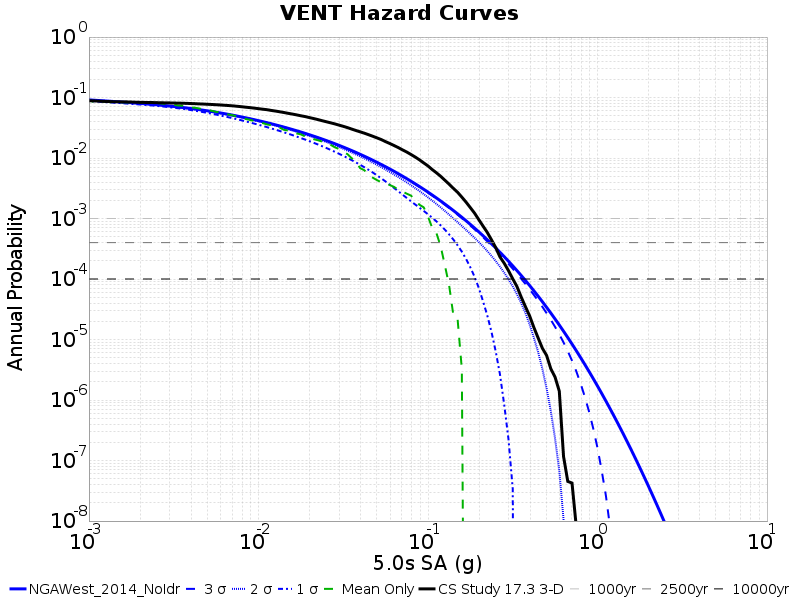 VENT Hazard Curves
10^0
10^-1
10^-2
10^-3
10^-4
10^-5
10^-6
10^-7
10^-8
Annual Probability
10^-3 10^-2 10^-1 10^0 10^1
5.0s SA (g)
NGAWest_2014_NoIdr 3 σ 2 σ 1 σ Mean Only CS Study 17.3 3-D 1000yr 2500yr 10000yr